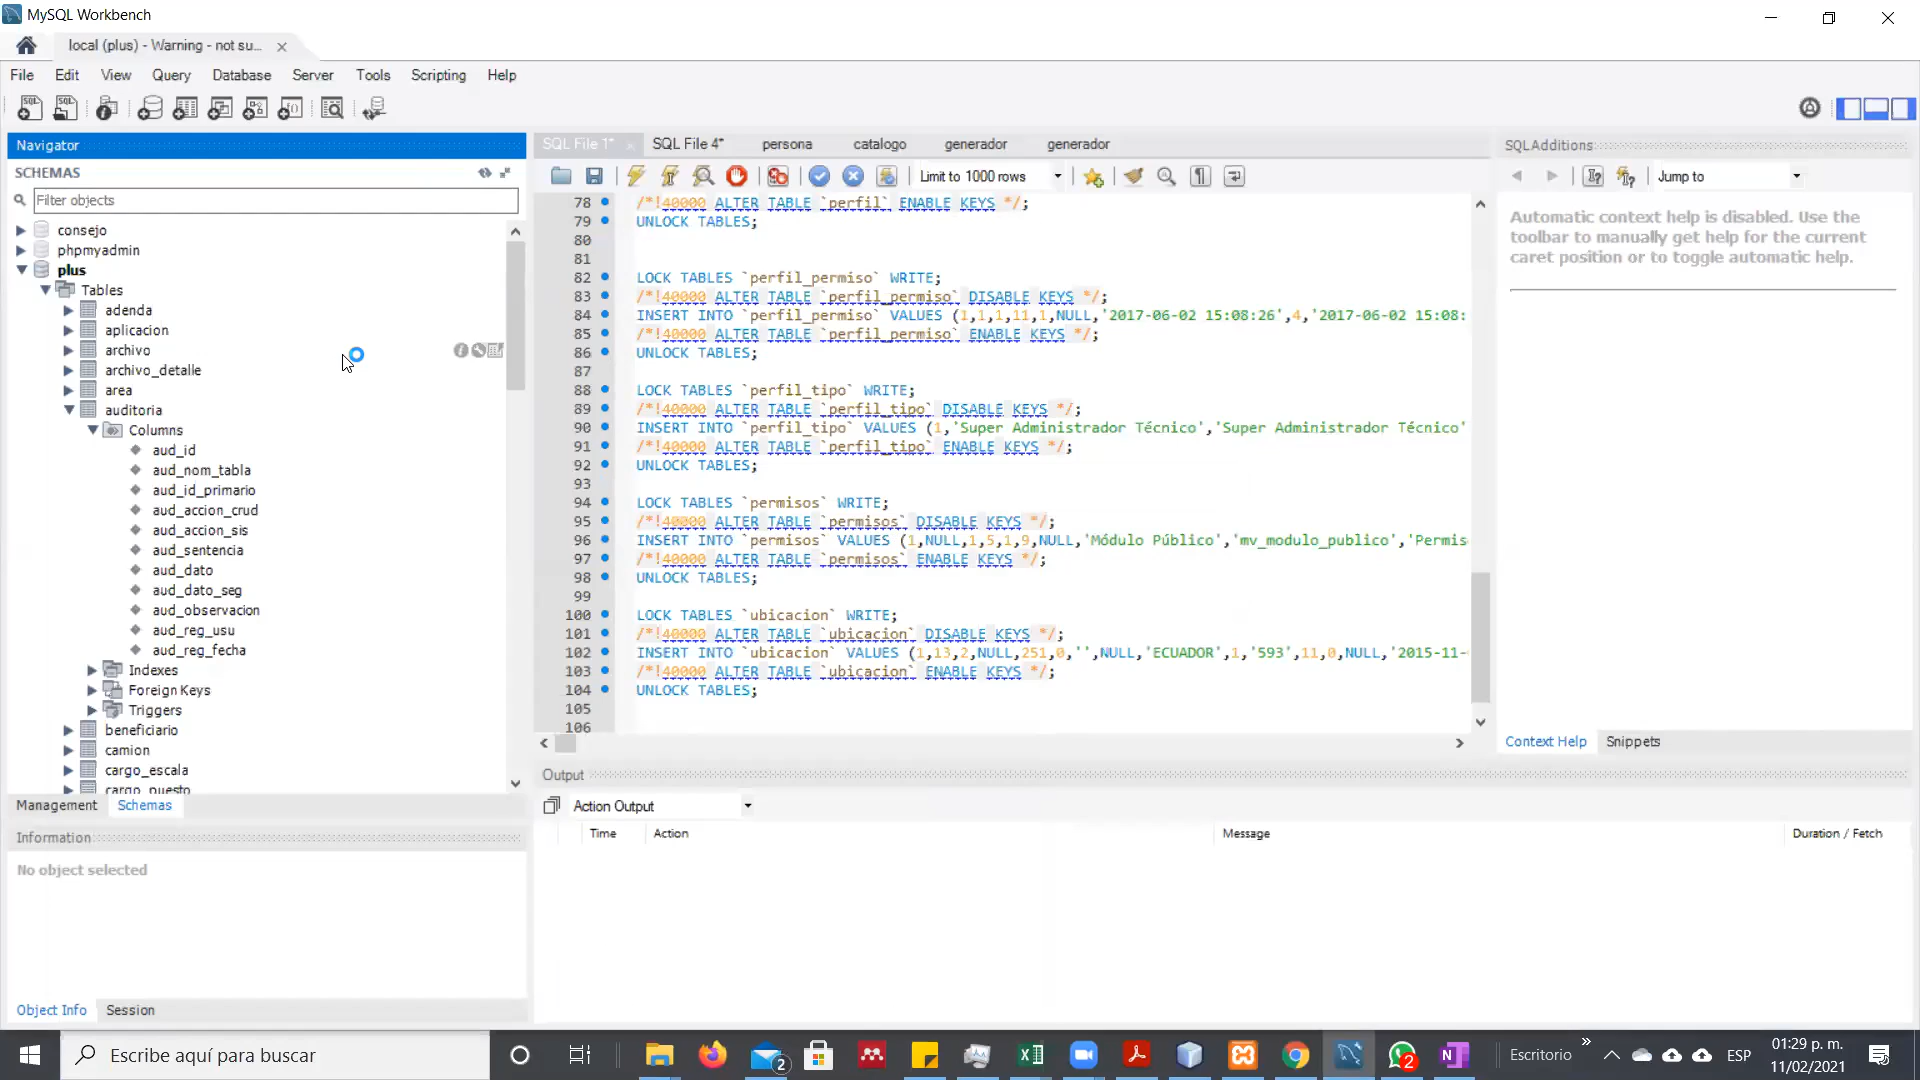 MySQL Workbench
local (plus) - Warning - not su...
File Edit View Query Database Server Tools Scripting Help
Navigator
SCHEMAS
Filter objects
consejo
phpmyadmin
plus
Tables
adenda
aplicacion
archivo
archivo_detalle
area
auditoria
Columns
aud_id
aud_nom_tabla
aud_id_primario
aud_accion_crud
aud_accion_sis
aud_sentencia
aud_dato
aud_dato_seg
aud_observacion
aud_reg_usu
aud_reg_fecha
Indexes
Foreign Keys
Triggers
beneficiario
camion
cargo_escala
cargo_puesto
Management Schemas
Information
No object selected
Object Info Session
SQL File 1* SQL File 4* persona catalogo generador generador
Limit to 1000 rows
78 /*!40000 ALTER TABLE `perfil` ENABLE KEYS */;
79 UNLOCK TABLES;
80
81
82 LOCK TABLES `perfil_permiso` WRITE;
83 /*!40000 ALTER TABLE `perfil_permiso` DISABLE KEYS */;
84 INSERT INTO `perfil_permiso` VALUES (1,1,1,11,1,NULL,'2017-06-02 15:08:26',4,'2017-06-02 15:08:
85 /*!40000 ALTER TABLE `perfil_permiso` ENABLE KEYS */;
86 UNLOCK TABLES;
87
88 LOCK TABLES `perfil_tipo` WRITE;
89 /*!40000 ALTER TABLE `perfil_tipo` DISABLE KEYS */;
90 INSERT INTO `perfil_tipo` VALUES (1,'Super Administrador Técnico','Super Administrador Técnico'
91 /*!40000 ALTER TABLE `perfil_tipo` ENABLE KEYS */;
92 UNLOCK TABLES;
93
94 LOCK TABLES `permisos` WRITE;
95 /*!40000 ALTER TABLE `permisos` DISABLE KEYS */;
96 INSERT INTO `permisos` VALUES (1,NULL,1,5,1,9,NULL,'Módulo Público','mv_modulo_publico','Permis
97 /*!40000 ALTER TABLE `permisos` ENABLE KEYS */;
98 UNLOCK TABLES;
99
100 LOCK TABLES `ubicacion` WRITE;
101 /*!40000 ALTER TABLE `ubicacion` DISABLE KEYS */;
102 INSERT INTO `ubicacion` VALUES (1,13,2,NULL,251,0,'',NULL,'ECUADOR',1,'593',11,0,NULL,'2015-11-
103 /*!40000 ALTER TABLE `ubicacion` ENABLE KEYS */;
104 UNLOCK TABLES;
105
106
Output
Action Output
Time Action Message Duration / Fetch
SQLAdditions
Jump to
Automatic context help is disabled. Use the
toolbar to manually get help for the current
caret position or to toggle automatic help.
Context Help Snippets
Escribe aquí para buscar
2
2
Escritorio
ESP
01:29 p. m.
11/02/2021